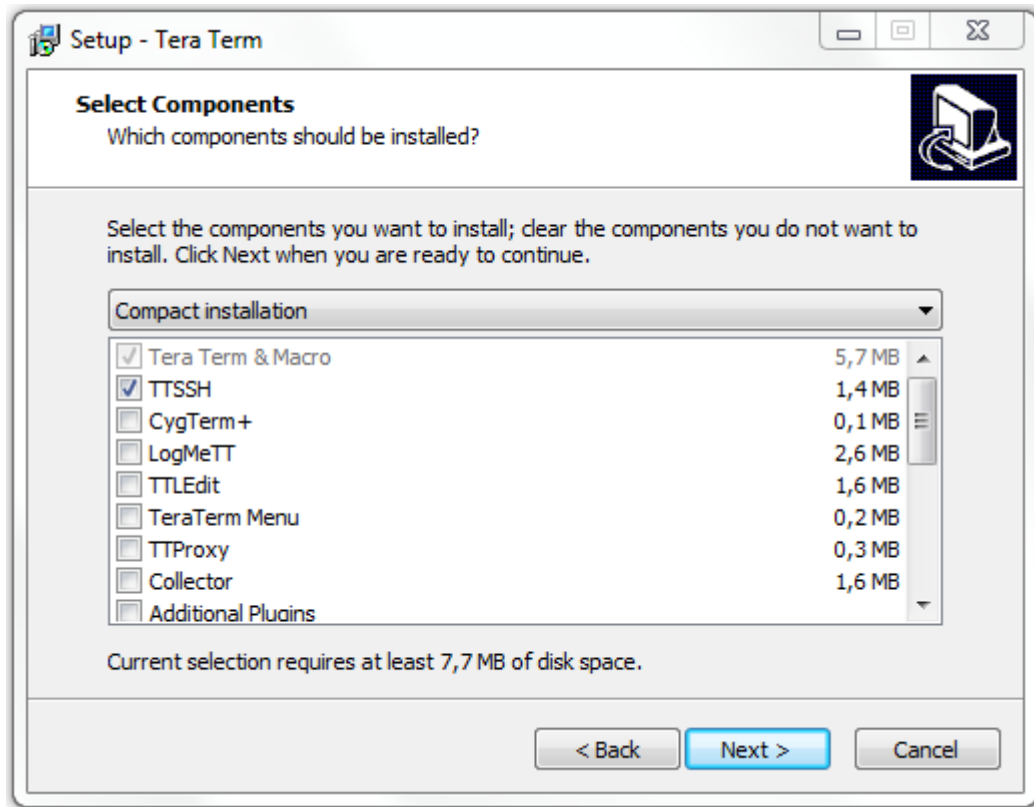 Setup - Tera Term
Select Components
Which components should be installed?
Select the components you want to install; clear the components you do not want to
install. Click Next when you are ready to continue.
Compact installation
Tera Term & Macro 5,7 MB
TTSSH 1,4 MB
CygTerm+ 0,1 MB
LogMeTT 2,6 MB
TTLEdit 1,6 MB
TeraTerm Menu 0,2 MB
TTProxy 0,3 MB
Collector 1,6 MB
Additional Plugins
Current selection requires at least 7,7 MB of disk space.
< Back Next > Cancel